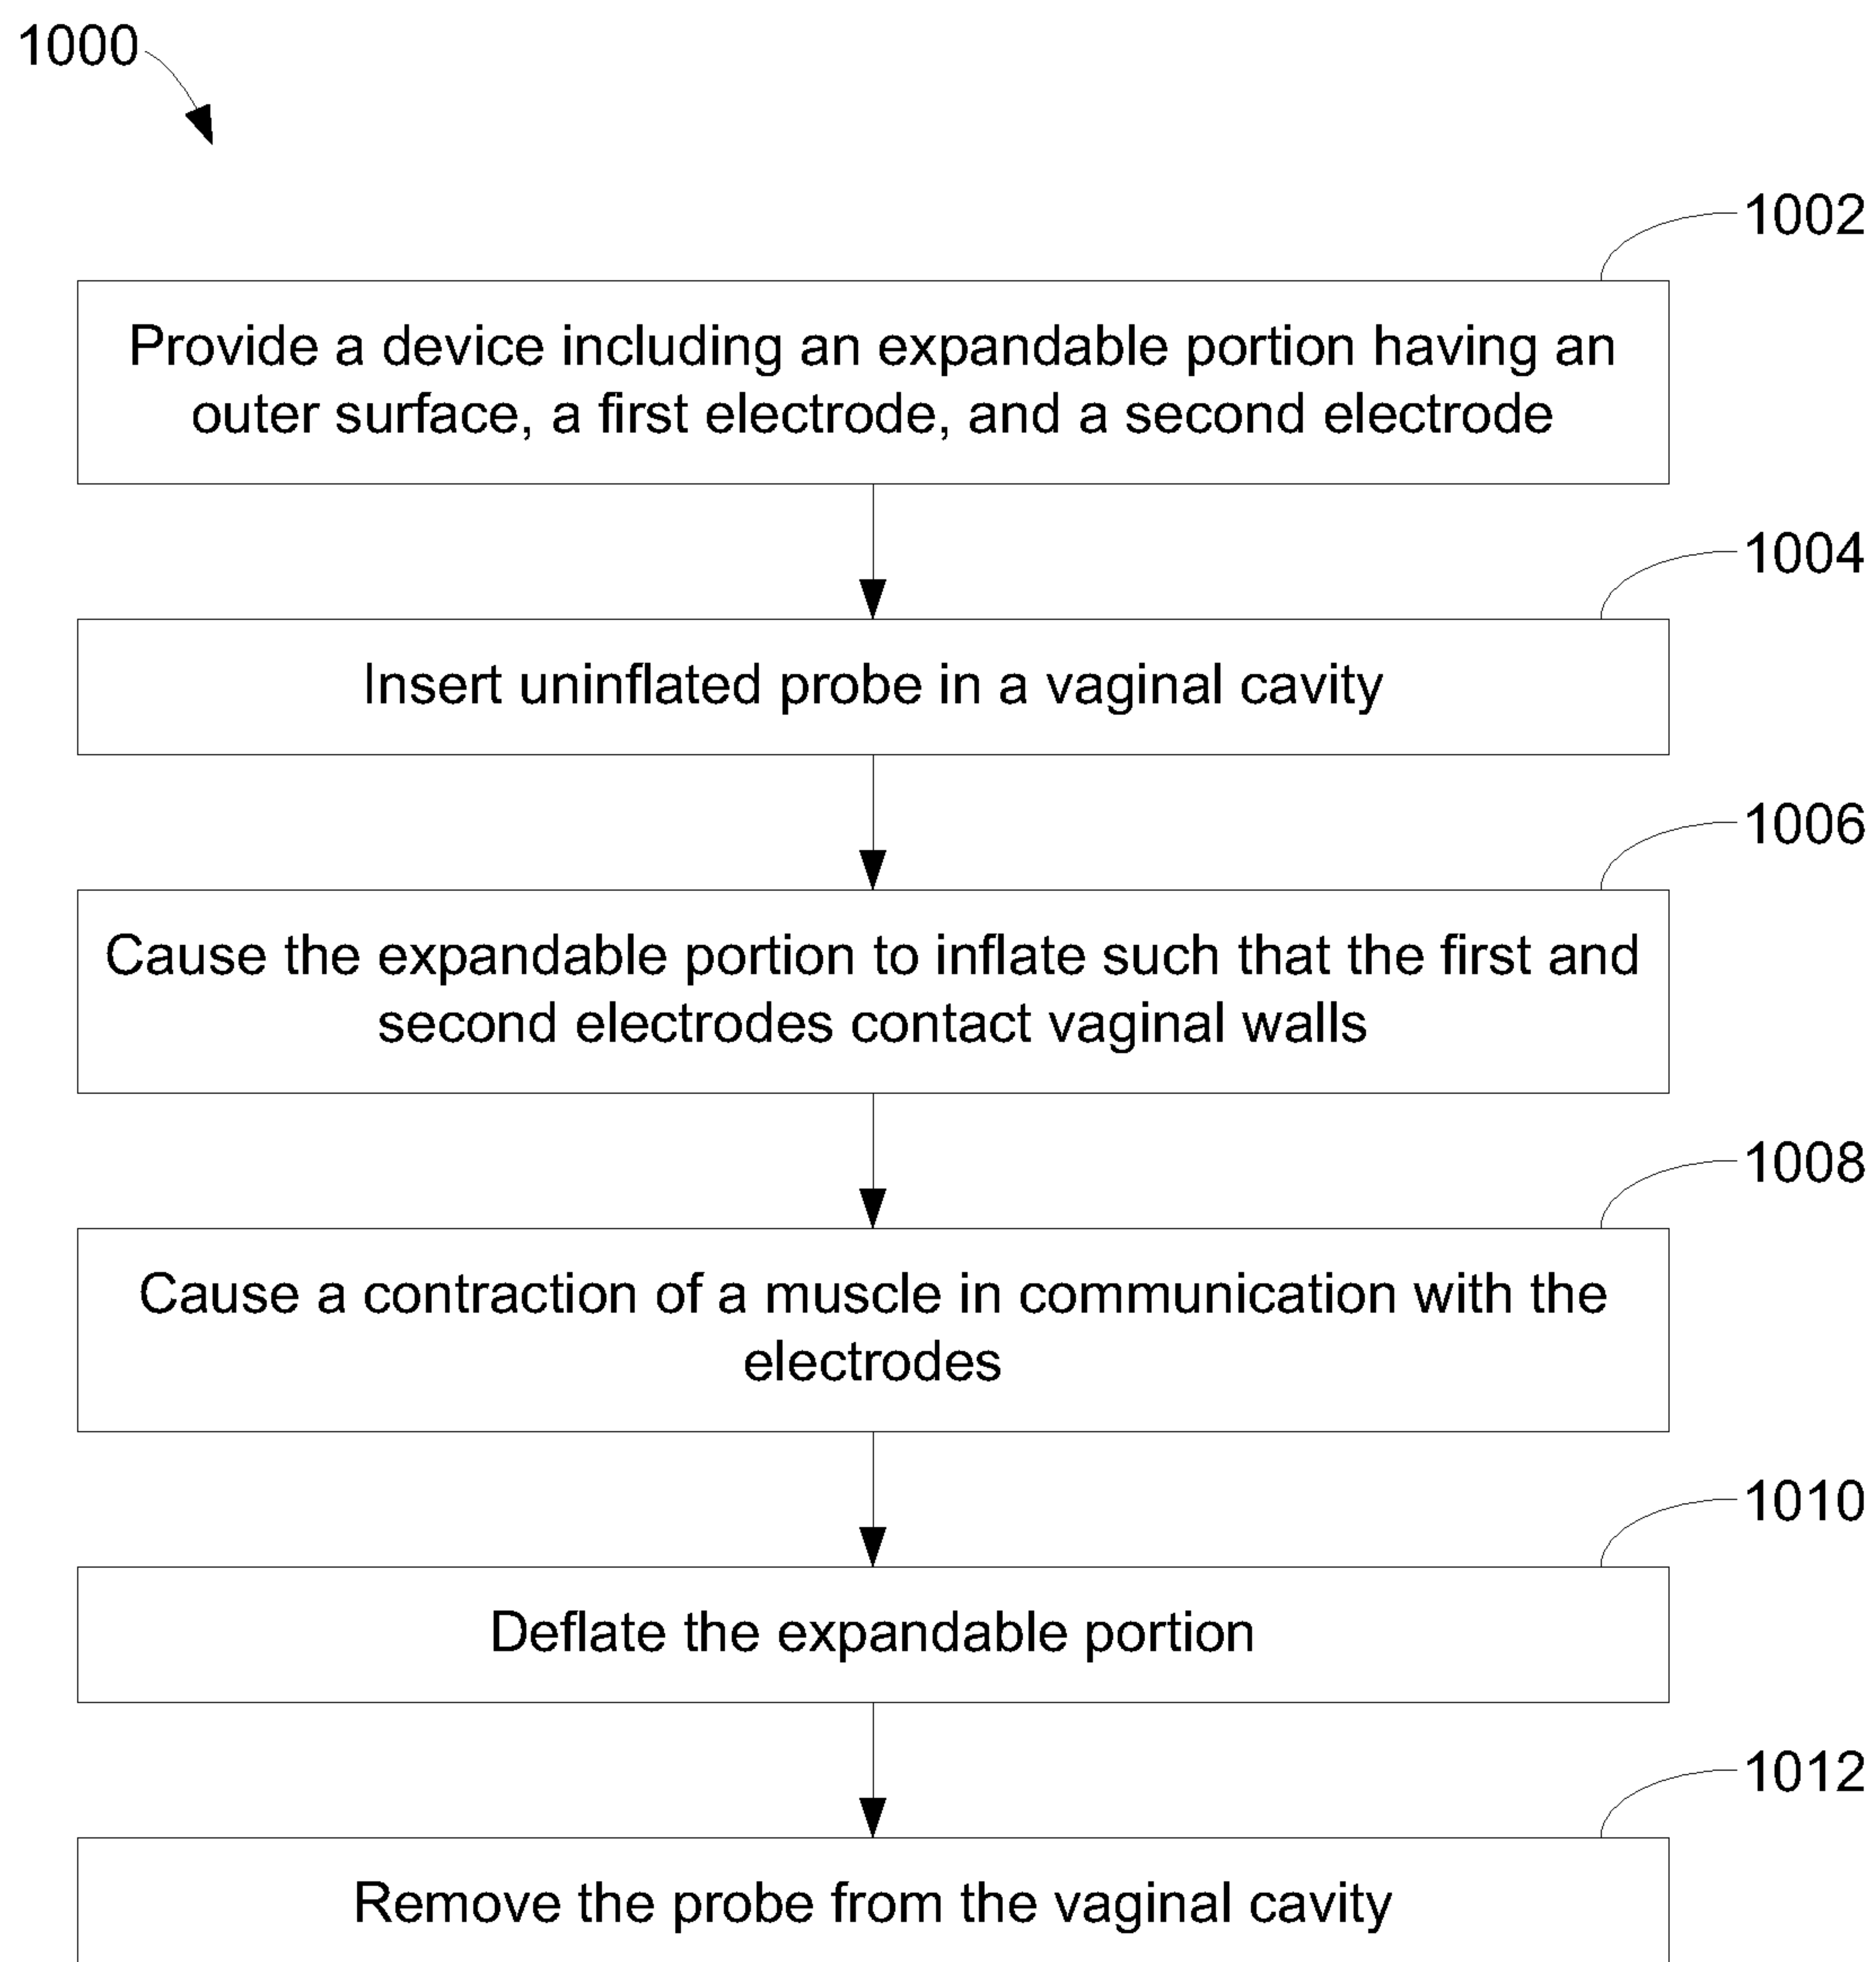 1000
1002
Provide a device including an expandable portion having an
outer surface, a first electrode, and a second electrode
1004
Insert uninflated probe in a vaginal cavity
1006
Cause the expandable portion to inflate such that the first and
second electrodes contact vaginal walls
1008
Cause a contraction of a muscle in communication with the
electrodes
1010
Deflate the expandable portion
1012
Remove the probe from the vaginal cavity